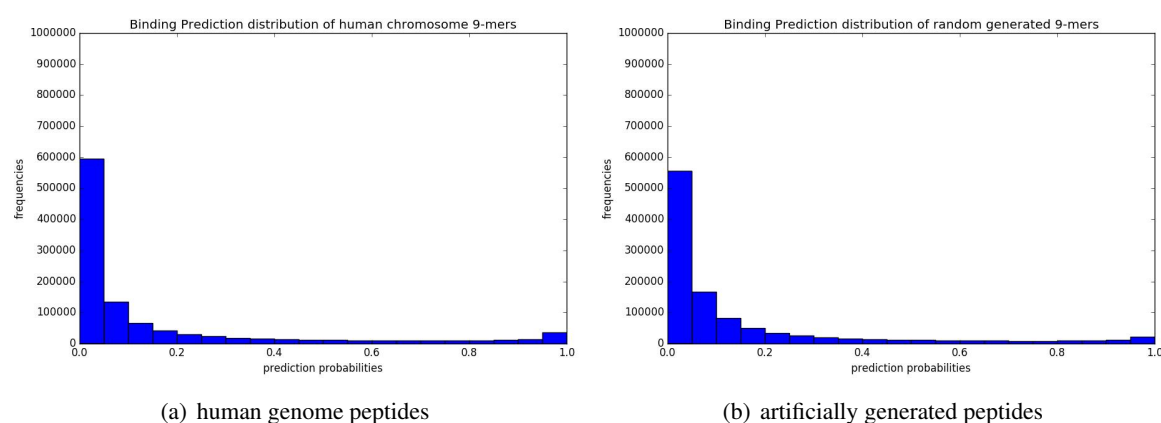 Binding Prediction distribution of human chromosome 9-mers
1000000
900000
800000
700000
600000
500000
400000
300000
200000
100000
0
frequencies
0.0 0.2 0.4 0.6 0.8 1.0
prediction probabilities
(a) human genome peptides
Binding Prediction distribution of random generated 9-mers
1000000
900000
800000
700000
600000
500000
400000
300000
200000
100000
0
frequencies
0.0 0.2 0.4 0.6 0.8 1.0
prediction probabilities
(b) artificially generated peptides